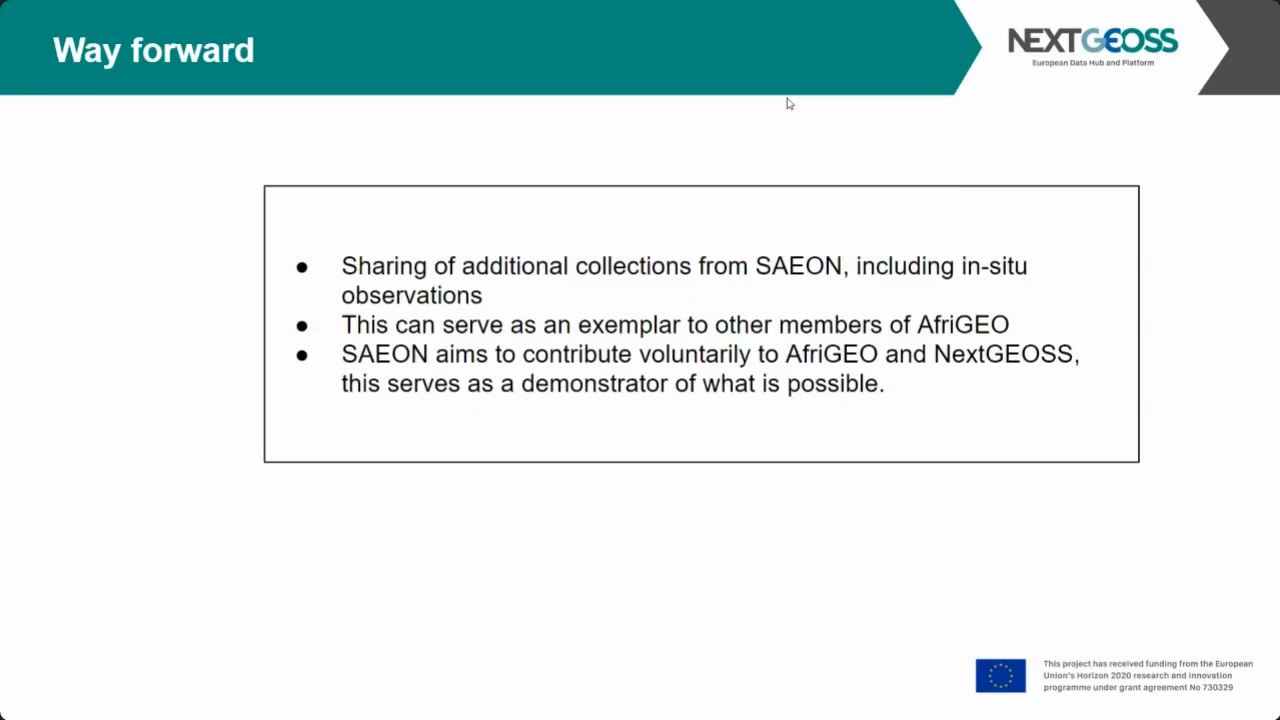 Way forward
NEXTGEOSS
European Data Hub and Platform
● Sharing of additional collections from SAEON, including in-situ
observations
● This can serve as an exemplar to other members of AfriGEO
● SAEON aims to contribute voluntarily to AfriGEO and NextGEOSS,
this serves as a demonstrator of what is possible.
This project has received funding from the European
Union's Horizon 2020 research and innovation
programme under grant agreement No 730329